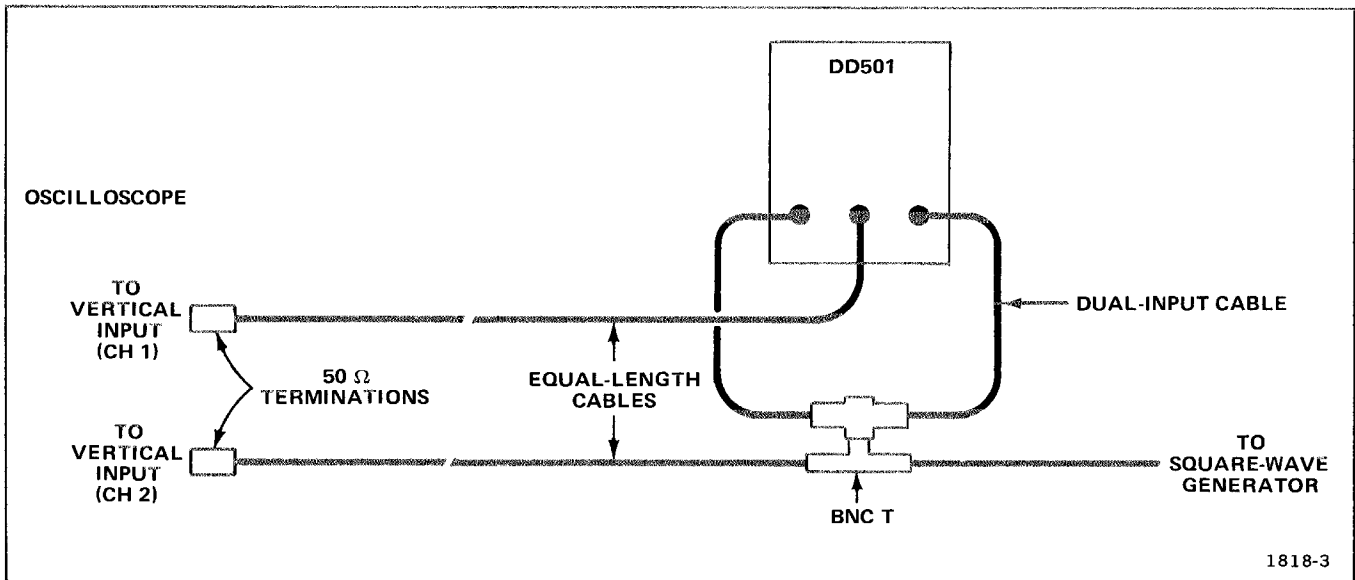 DD501
OSCILLOSCOPE
TO
VERTICAL
INPUT
(CH 1)
DUAL-INPUT CABLE
50 Ω
TERMINATIONS
EQUAL-LENGTH
CABLES
TO
VERTICAL
INPUT
(CH 2)
TO
SQUARE-WAVE
GENERATOR
BNC T
1818-3